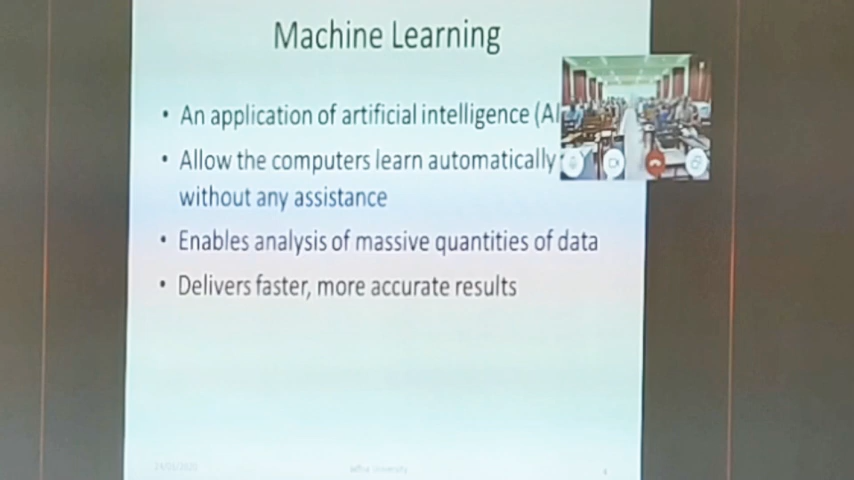 Machine Learning
• An application of artificial intelligence (AI
• Allow the computers learn automatically
without any assistance
• Enables analysis of massive quantities of data
• Delivers faster, more accurate results
University